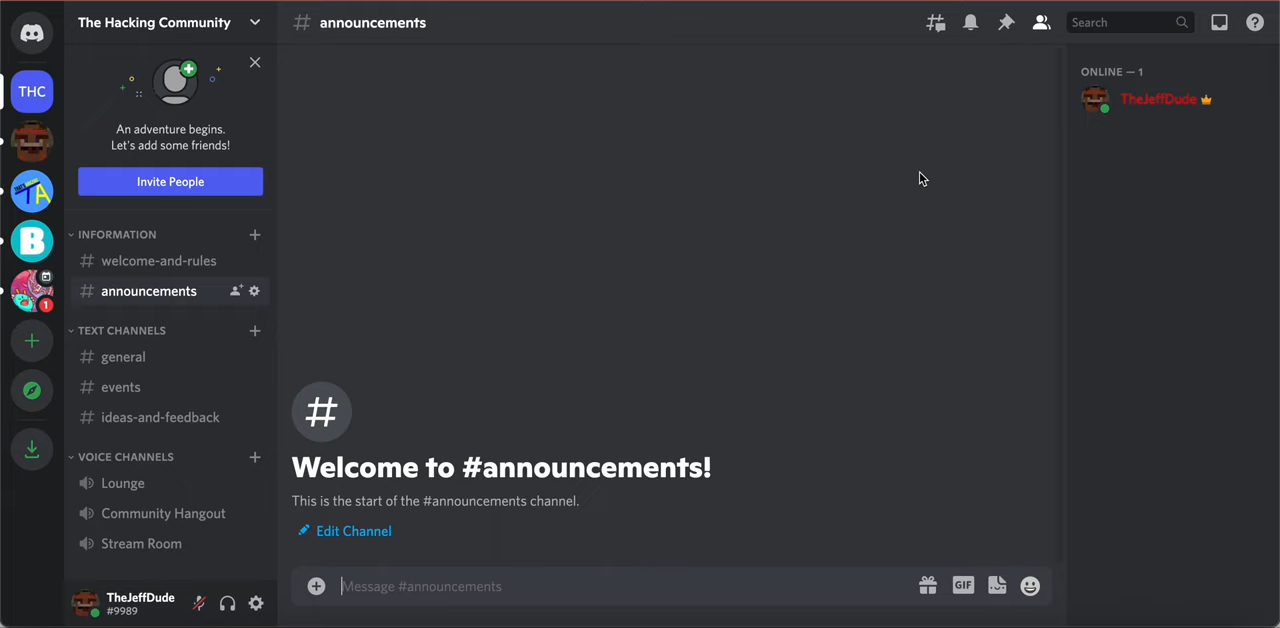 The Hacking Community
THC
An adventure begins.
Let's add some friends!
Invite People
INFORMATION
welcome-and-rules
announcements
TEXT CHANNELS
general
events
ideas-and-feedback
VOICE CHANNELS
Lounge
Community Hangout
Stream Room
TheJeffDude
#9989
# announcements
Search
?
#
Welcome to #announcements!
This is the start of the #announcements channel.
Edit Channel
Message #announcements
GIF
ONLINE — 1
TheJeffDude
TA
B
1